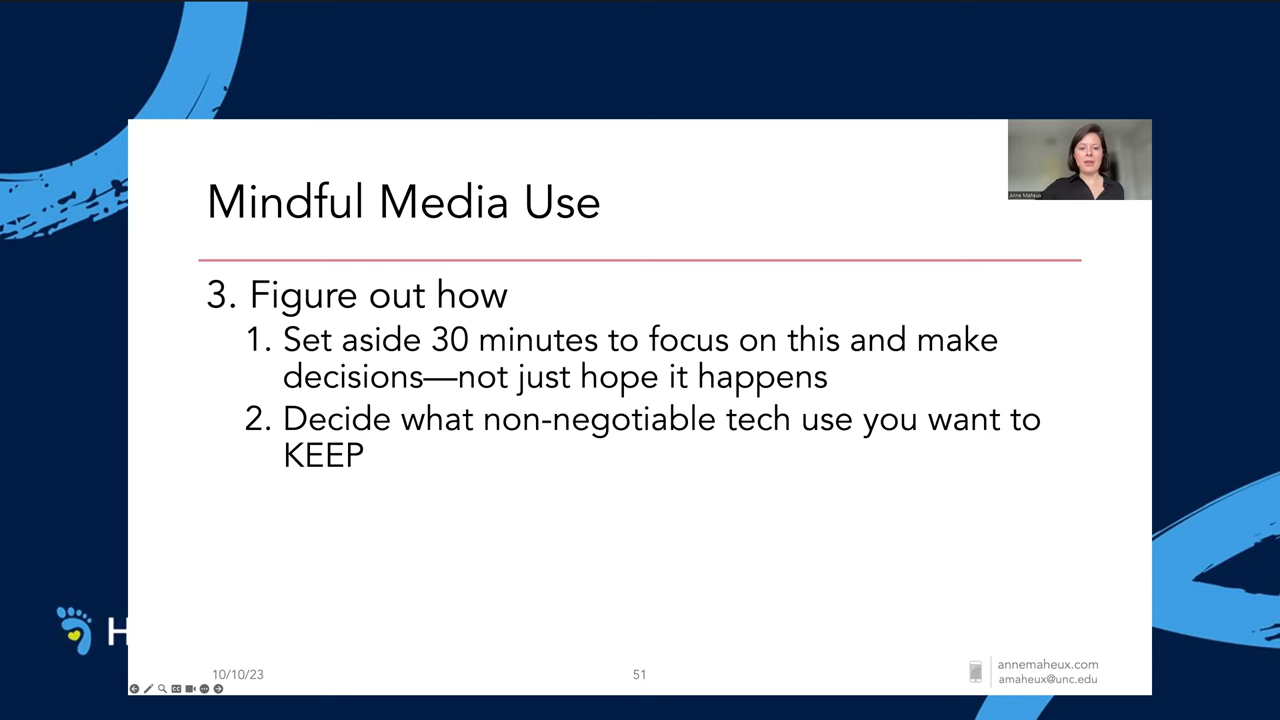 Mindful Media Use
Anne Maheux
3. Figure out how
1. Set aside 30 minutes to focus on this and make
decisions—not just hope it happens
2. Decide what non-negotiable tech use you want to
KEEP
H
10/10/23
51
annemaheux.com
amaheux@unc.edu